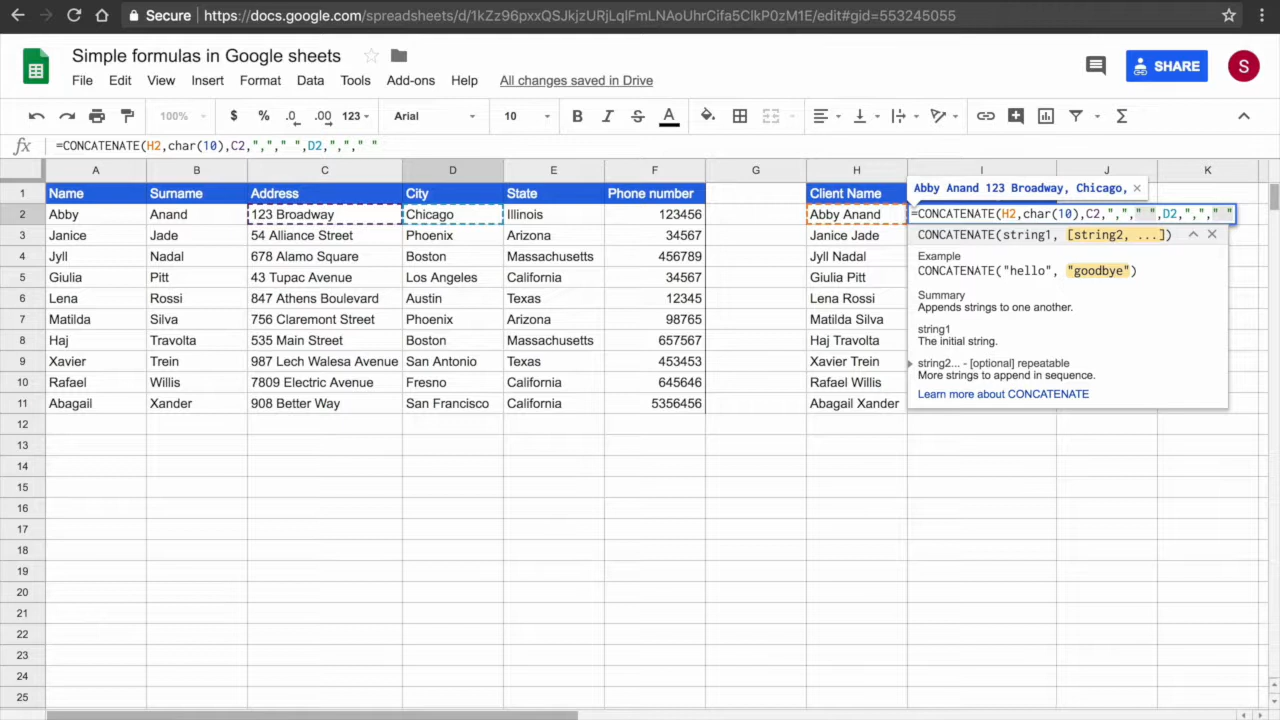 Secure | https://docs.google.com/spreadsheets/d/1kZz96pxxQSJkjzURjLqlFmLNAoUhrCifa5ClkP0zM1E/edit#gid=553245055
Simple formulas in Google sheets
File Edit View Insert Format Data Tools Add-ons Help All changes saved in Drive
SHARE
S
100% $ % .0 .00 123 Arial 10 B I S A Σ
fx =CONCATENATE(H2,char(10),C2,","," ",D2,","," "
A B C D E F G H I J K
1 Name Surname Address City State Phone number Client Name
Abby Anand 123 Broadway, Chicago, ×
2 Abby Anand 123 Broadway Chicago Illinois 123456 Abby Anand =CONCATENATE(H2,char(10),C2,","," ",D2,","," "
3 Janice Jade 54 Alliance Street Phoenix Arizona 34567 Janice Jade
4 Jyll Nadal 678 Alamo Square Boston Massachusetts 456789 Jyll Nadal
5 Giulia Pitt 43 Tupac Avenue Los Angeles California 34567 Giulia Pitt
6 Lena Rossi 847 Athens Boulevard Austin Texas 12345 Lena Rossi
7 Matilda Silva 756 Claremont Street Phoenix Arizona 98765 Matilda Silva
8 Haj Travolta 535 Main Street Boston Massachusetts 657567 Haj Travolta
9 Xavier Trein 987 Lech Walesa Avenue San Antonio Texas 453453 Xavier Trein
10 Rafael Willis 7809 Electric Avenue Fresno California 645646 Rafael Willis
11 Abagail Xander 908 Better Way San Francisco California 5356456 Abagail Xander
CONCATENATE(string1, [string2, ...])
Example
CONCATENATE("hello", "goodbye")
Summary
Appends strings to one another.
string1
The initial string.
string2... - [optional] repeatable
More strings to append in sequence.
Learn more about CONCATENATE
12
13
14
15
16
17
18
19
20
21
22
23
24
25